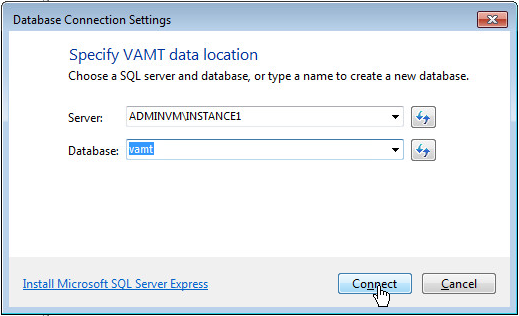 Database Connection Settings
Specify VAMT data location
Choose a SQL server and database, or type a name to create a new database.
Server: ADMINVM\INSTANCE1
Database: vamt
Install Microsoft SQL Server Express Connect Cancel